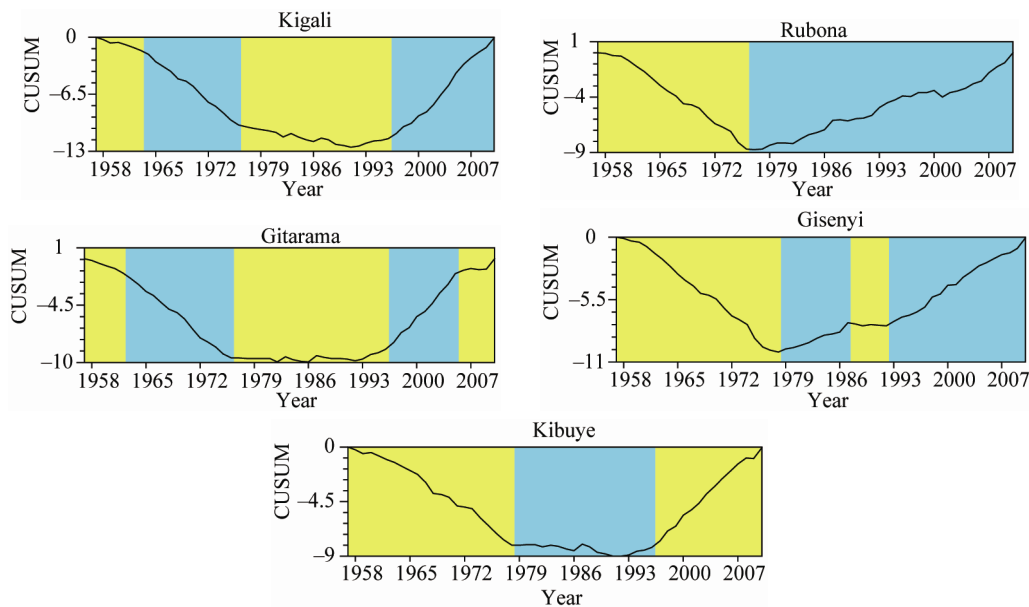 Kigali
0
−6.5
−13
CUSUM
1958 1965 1972 1979 1986 1993 2000 2007
Year
Rubona
1
−4
−9
CUSUM
1958 1965 1972 1979 1986 1993 2000 2007
Year
Gitarama
1
−4.5
−10
CUSUM
1958 1965 1972 1979 1986 1993 2000 2007
Year
Gisenyi
0
−5.5
−11
CUSUM
1958 1965 1972 1979 1986 1993 2000 2007
Year
Kibuye
0
−4.5
−9
CUSUM
1958 1965 1972 1979 1986 1993 2000 2007
Year